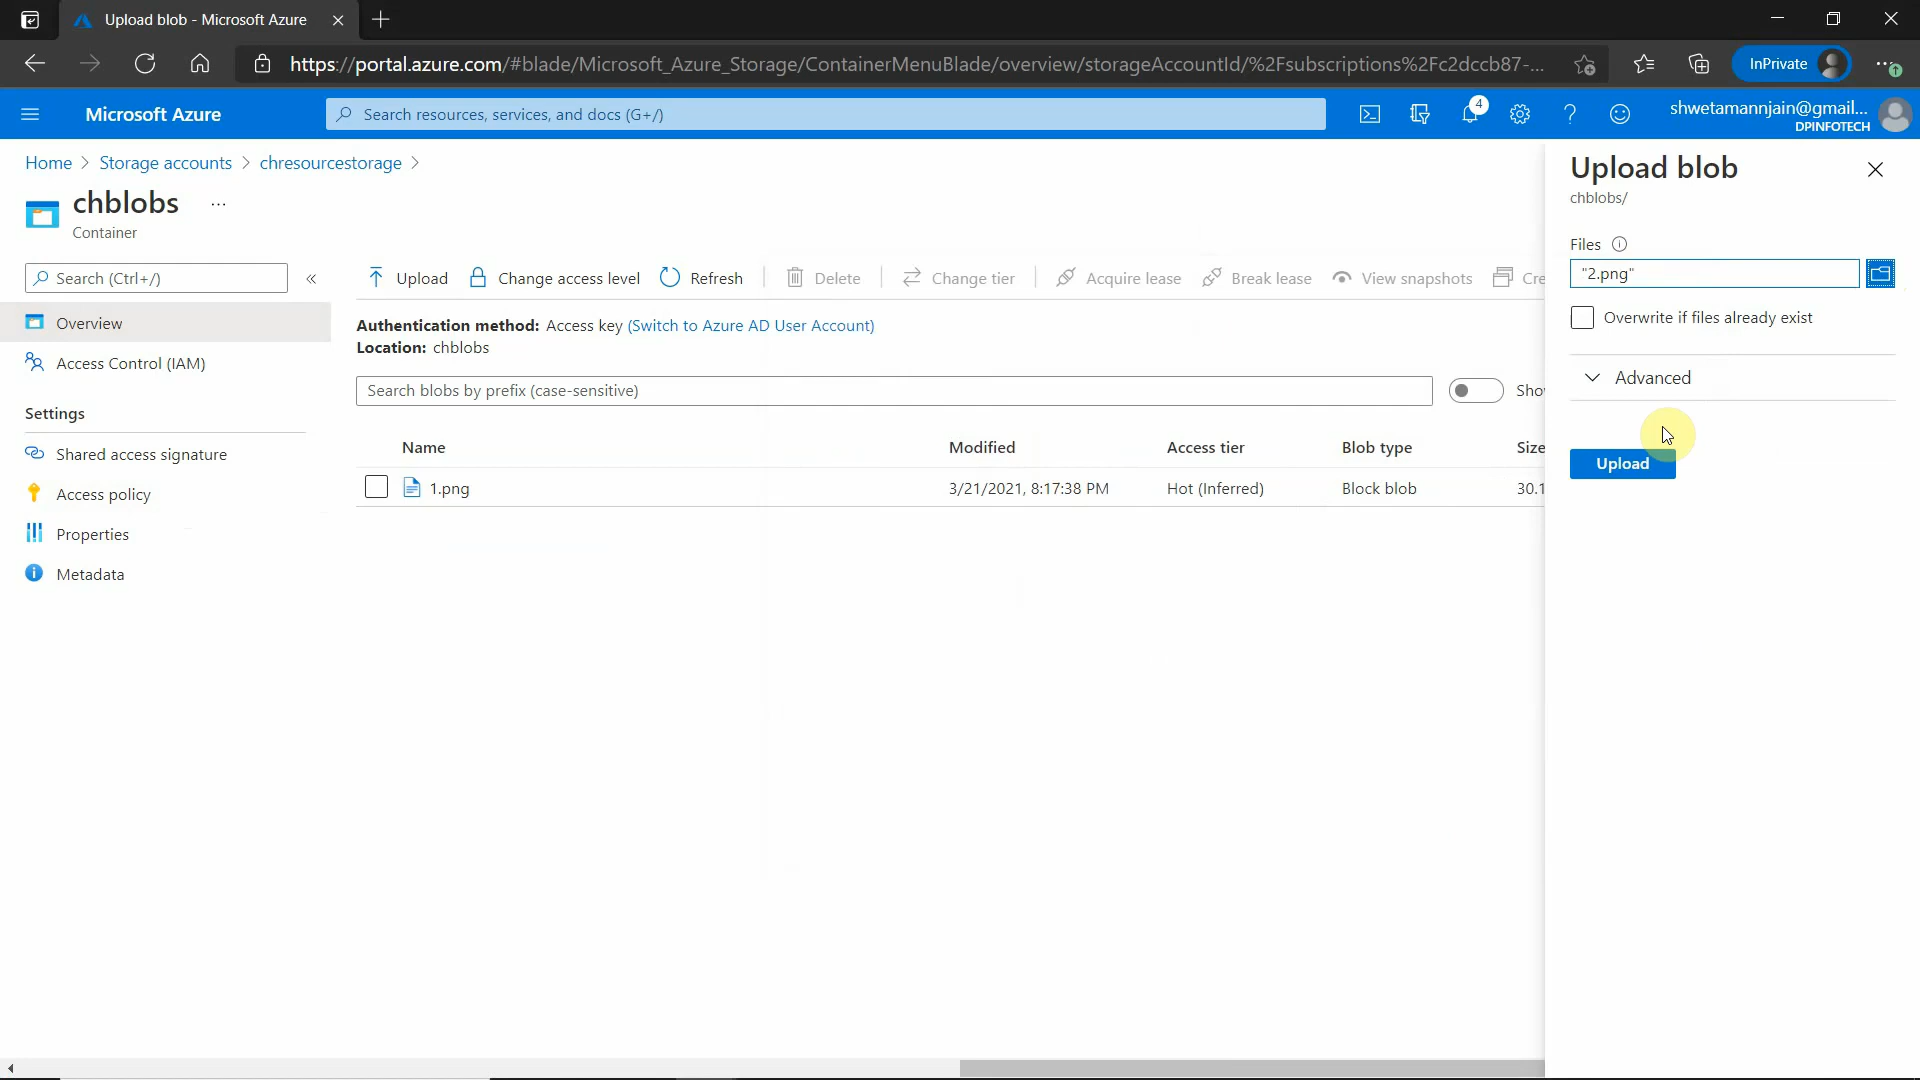 Upload blob - Microsoft Azure
https://portal.azure.com/#blade/Microsoft_Azure_Storage/ContainerMenuBlade/overview/storageAccountId/%2Fsubscriptions%2Fc2dccb87-...
InPrivate
Microsoft Azure
Search resources, services, and docs (G+/)
4
shwetamannjain@gmail...
DPINFOTECH
Home > Storage accounts > chresourcestorage >
chblobs ...
Container
Search (Ctrl+/)
«
Overview
Access Control (IAM)
Settings
Shared access signature
Access policy
Properties
Metadata
Upload
Change access level
Refresh
Delete
Change tier
Acquire lease
Break lease
View snapshots
Cre
Authentication method: Access key (Switch to Azure AD User Account)
Location: chblobs
Search blobs by prefix (case-sensitive)
Sho
Name Modified Access tier Blob type Size
1.png 3/21/2021, 8:17:38 PM Hot (Inferred) Block blob 30.1
Upload blob
chblobs/
Files
"2.png"
Overwrite if files already exist
Advanced
Upload